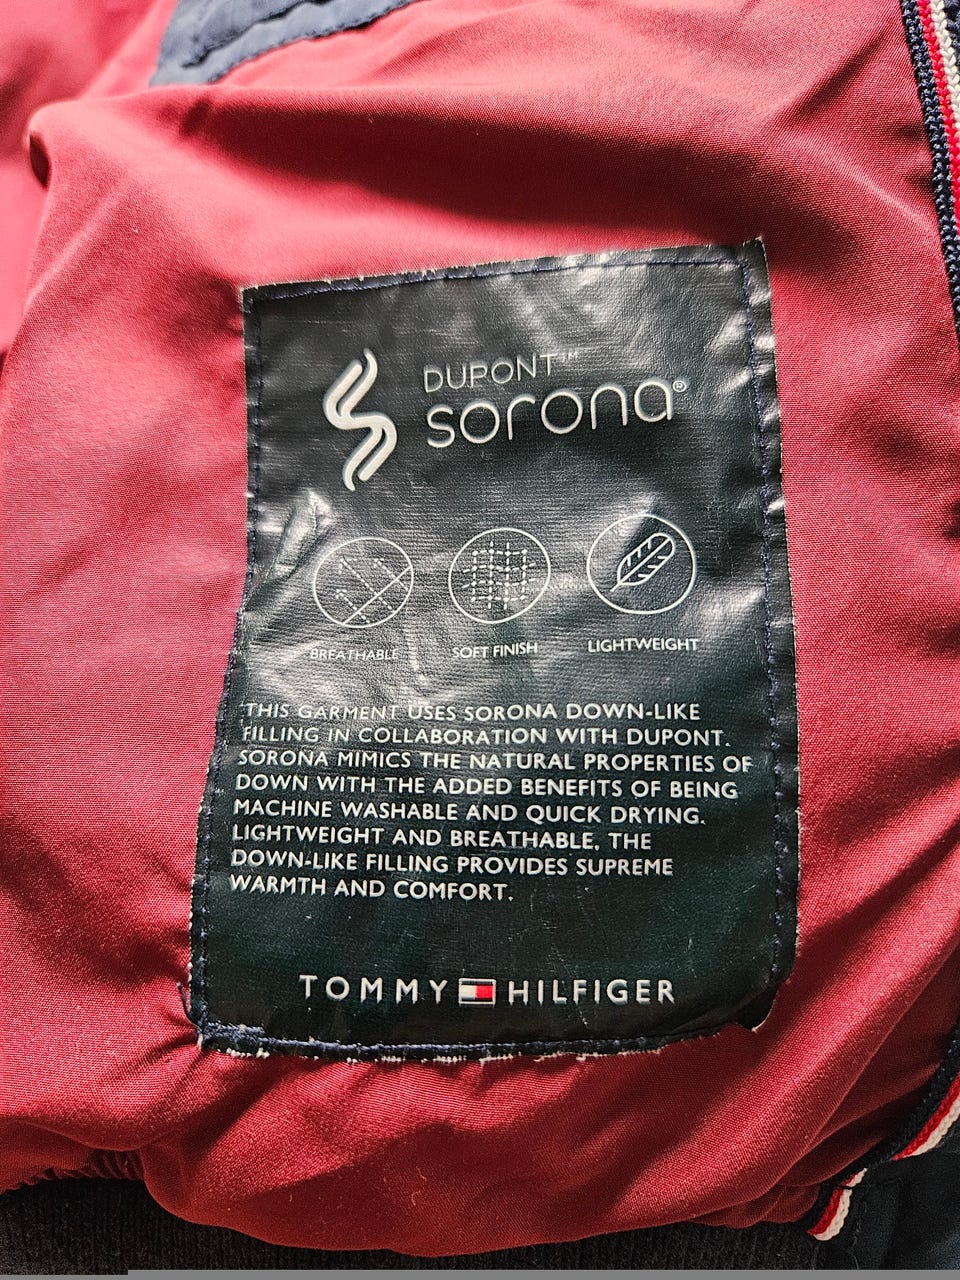 DUPONT™
sorona®
BREATHABLE SOFT FINISH LIGHTWEIGHT
THIS GARMENT USES SORONA DOWN-LIKE
FILLING IN COLLABORATION WITH DUPONT.
SORONA MIMICS THE NATURAL PROPERTIES OF
DOWN WITH THE ADDED BENEFITS OF BEING
MACHINE WASHABLE AND QUICK DRYING.
LIGHTWEIGHT AND BREATHABLE, THE
DOWN-LIKE FILLING PROVIDES SUPREME
WARMTH AND COMFORT.
TOMMY HILFIGER